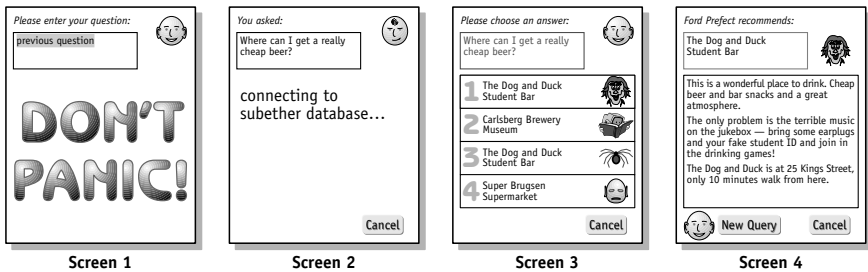 Please enter your question:
previous question
DON'T
PANIC!
Screen 1
You asked:
Where can I get a really
cheap beer?
connecting to
subether database...
Cancel
Screen 2
Please choose an answer:
Where can I get a really
cheap beer?
1 The Dog and Duck
Student Bar
2 Carlsberg Brewery
Museum
3 The Dog and Duck
Student Bar
4 Super Brugsen
Supermarket
Cancel
Screen 3
Ford Prefect recommends:
The Dog and Duck
Student Bar
This is a wonderful place to drink. Cheap
beer and bar snacks and a great
atmosphere.
The only problem is the terrible music
on the jukebox — bring some earplugs
and your fake student ID and join in
the drinking games!
The Dog and Duck is at 25 Kings Street,
only 10 minutes walk from here.
New Query
Cancel
Screen 4